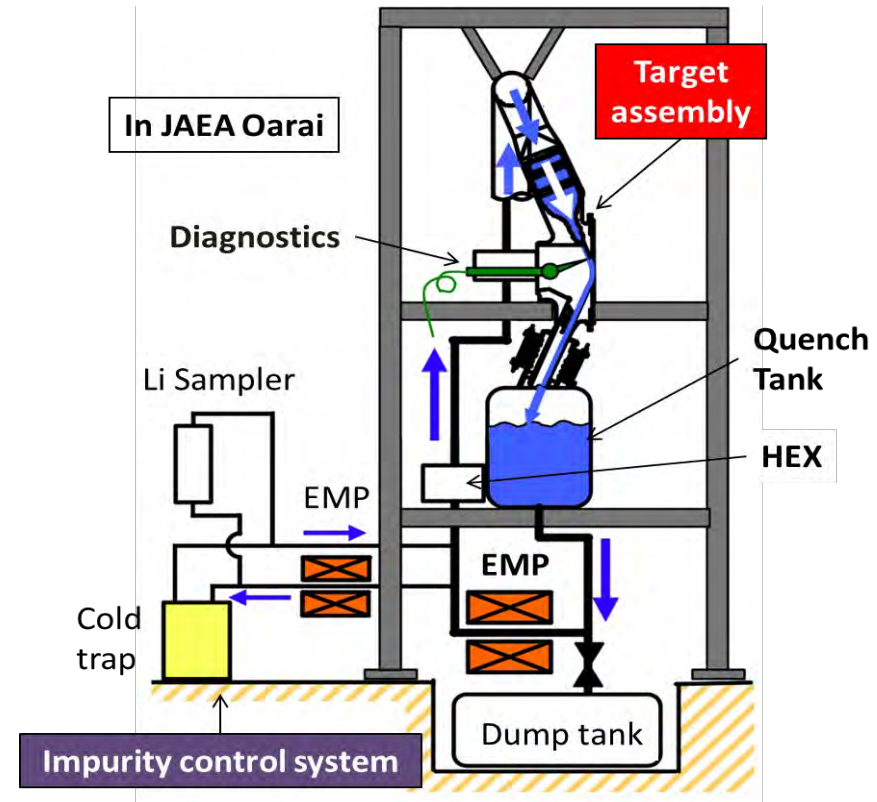 In JAEA Oarai
Target
assembly
Diagnostics
Quench
Tank
Li Sampler
HEX
EMP
EMP
Cold
trap
Dump tank
Impurity control system